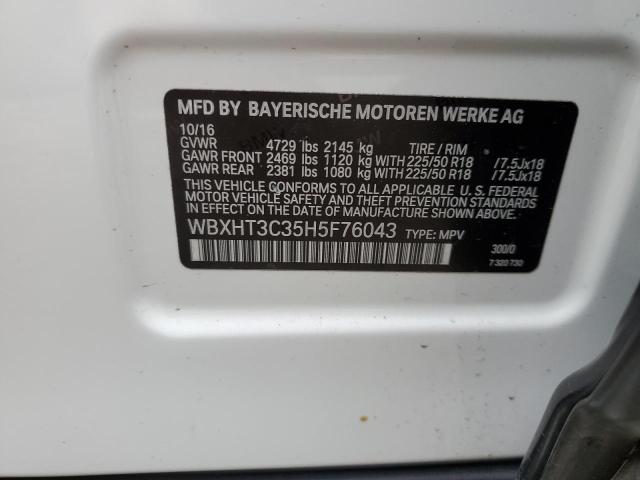 MFD BY BAYERISCHE MOTOREN WERKE AG
10/16
GVWR 4729 lbs 2145 kg TIRE / RIM
GAWR FRONT 2469 lbs 1120 kg WITH 225/50 R18 /7.5Jx18
GAWR REAR 2381 lbs 1080 kg WITH 225/50 R18 /7.5Jx18
THIS VEHICLE CONFORMS TO ALL APPLICABLE U. S. FEDERAL
MOTOR VEHICLE SAFETY AND THEFT PREVENTION STANDARDS IN
EFFECT ON THE DATE OF MANUFACTURE SHOWN ABOVE.
WBXHT3C35H5F76043 TYPE: MPV
300/0
7 320 730